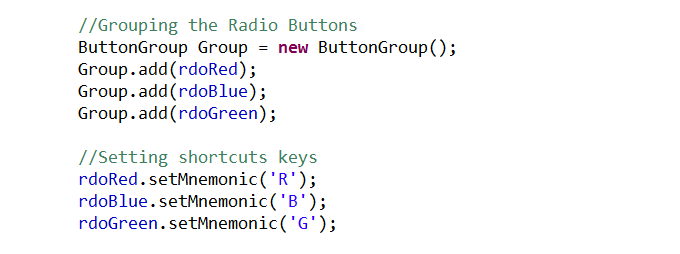 //Grouping the Radio Buttons
ButtonGroup Group = new ButtonGroup();
Group.add(rdoRed);
Group.add(rdoBlue);
Group.add(rdoGreen);
//Setting shortcuts keys
rdoRed.setMnemonic('R');
rdoBlue.setMnemonic('B');
rdoGreen.setMnemonic('G');